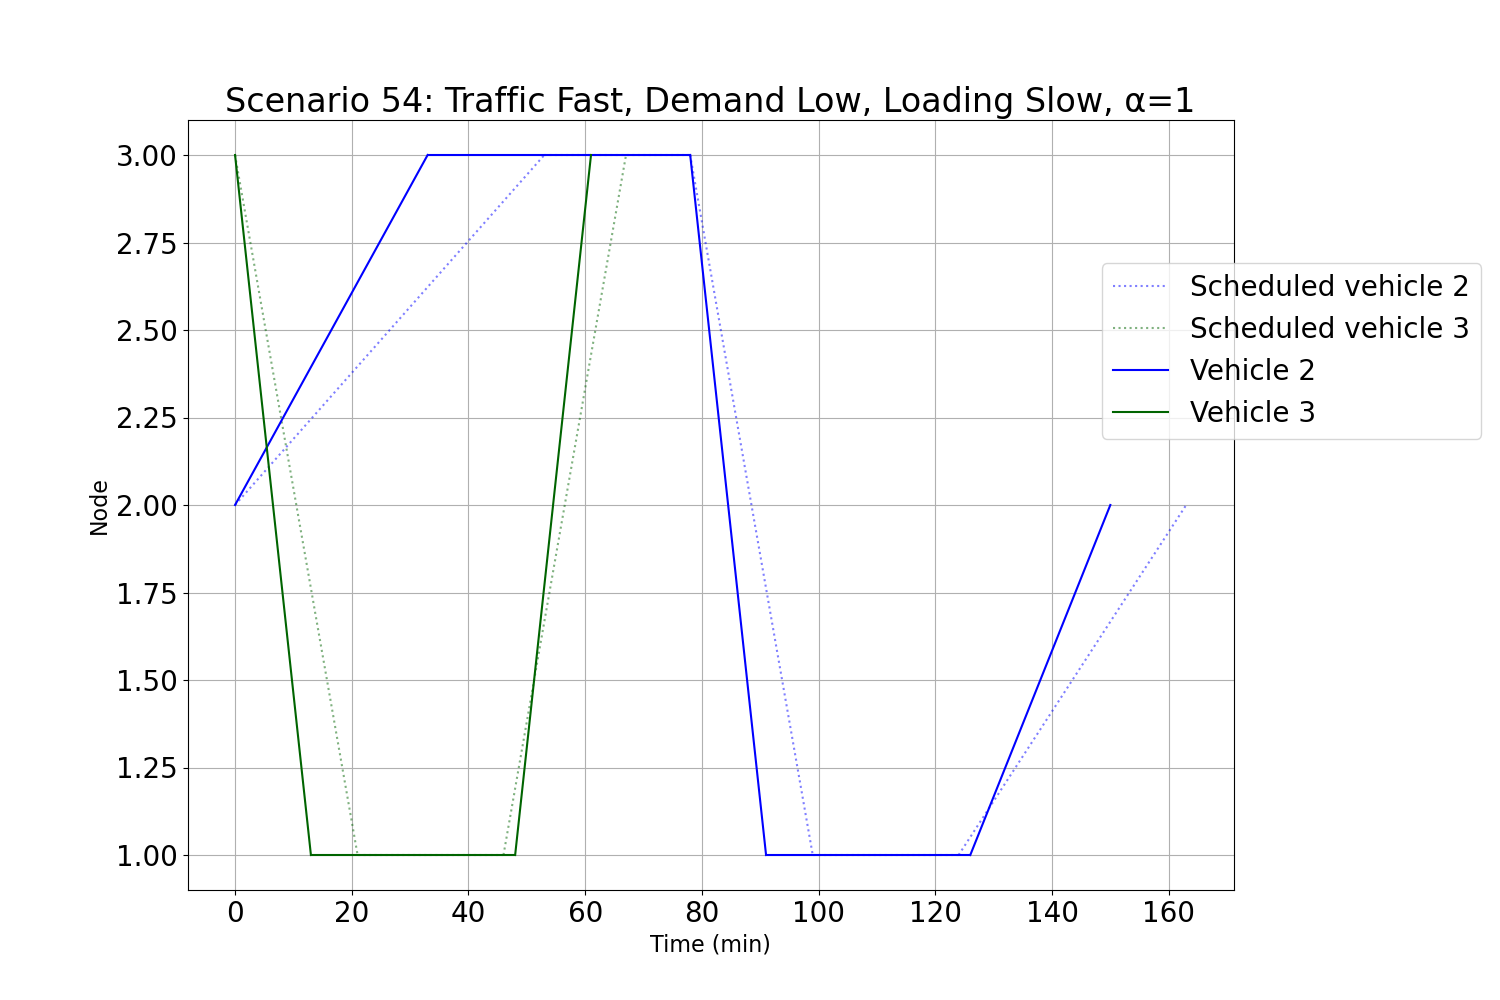 Scenario 54: Traffic Fast, Demand Low, Loading Slow, α=1
3.00
2.75
2.50
2.25
2.00
1.75
1.50
1.25
1.00
Node
0 20 40 60 80 100 120 140 160
Time (min)
Scheduled vehicle 2
Scheduled vehicle 3
Vehicle 2
Vehicle 3